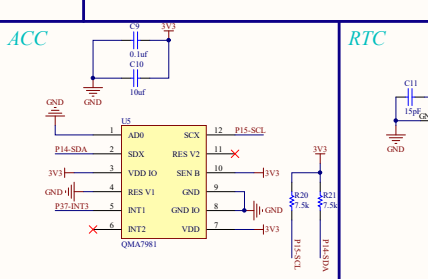 ACC
RTC
C9
3V3
0.1uf
C10
10uf
GND
C11
15pF
GND
GND
U5
1 AD0 SCX 12 P15-SCL
P14-SDA 2 SDX RES V2 11
3V3 3 VDD IO SEN B 10 3V3
GND 4 RES V1 GND 9
P37-INT3 5 INT1 GND IO 8 GND
6 INT2 VDD 7 3V3
QMA7981
3V3
R20
7.5k
R21
7.5k
P15-SCL
P14-SDA